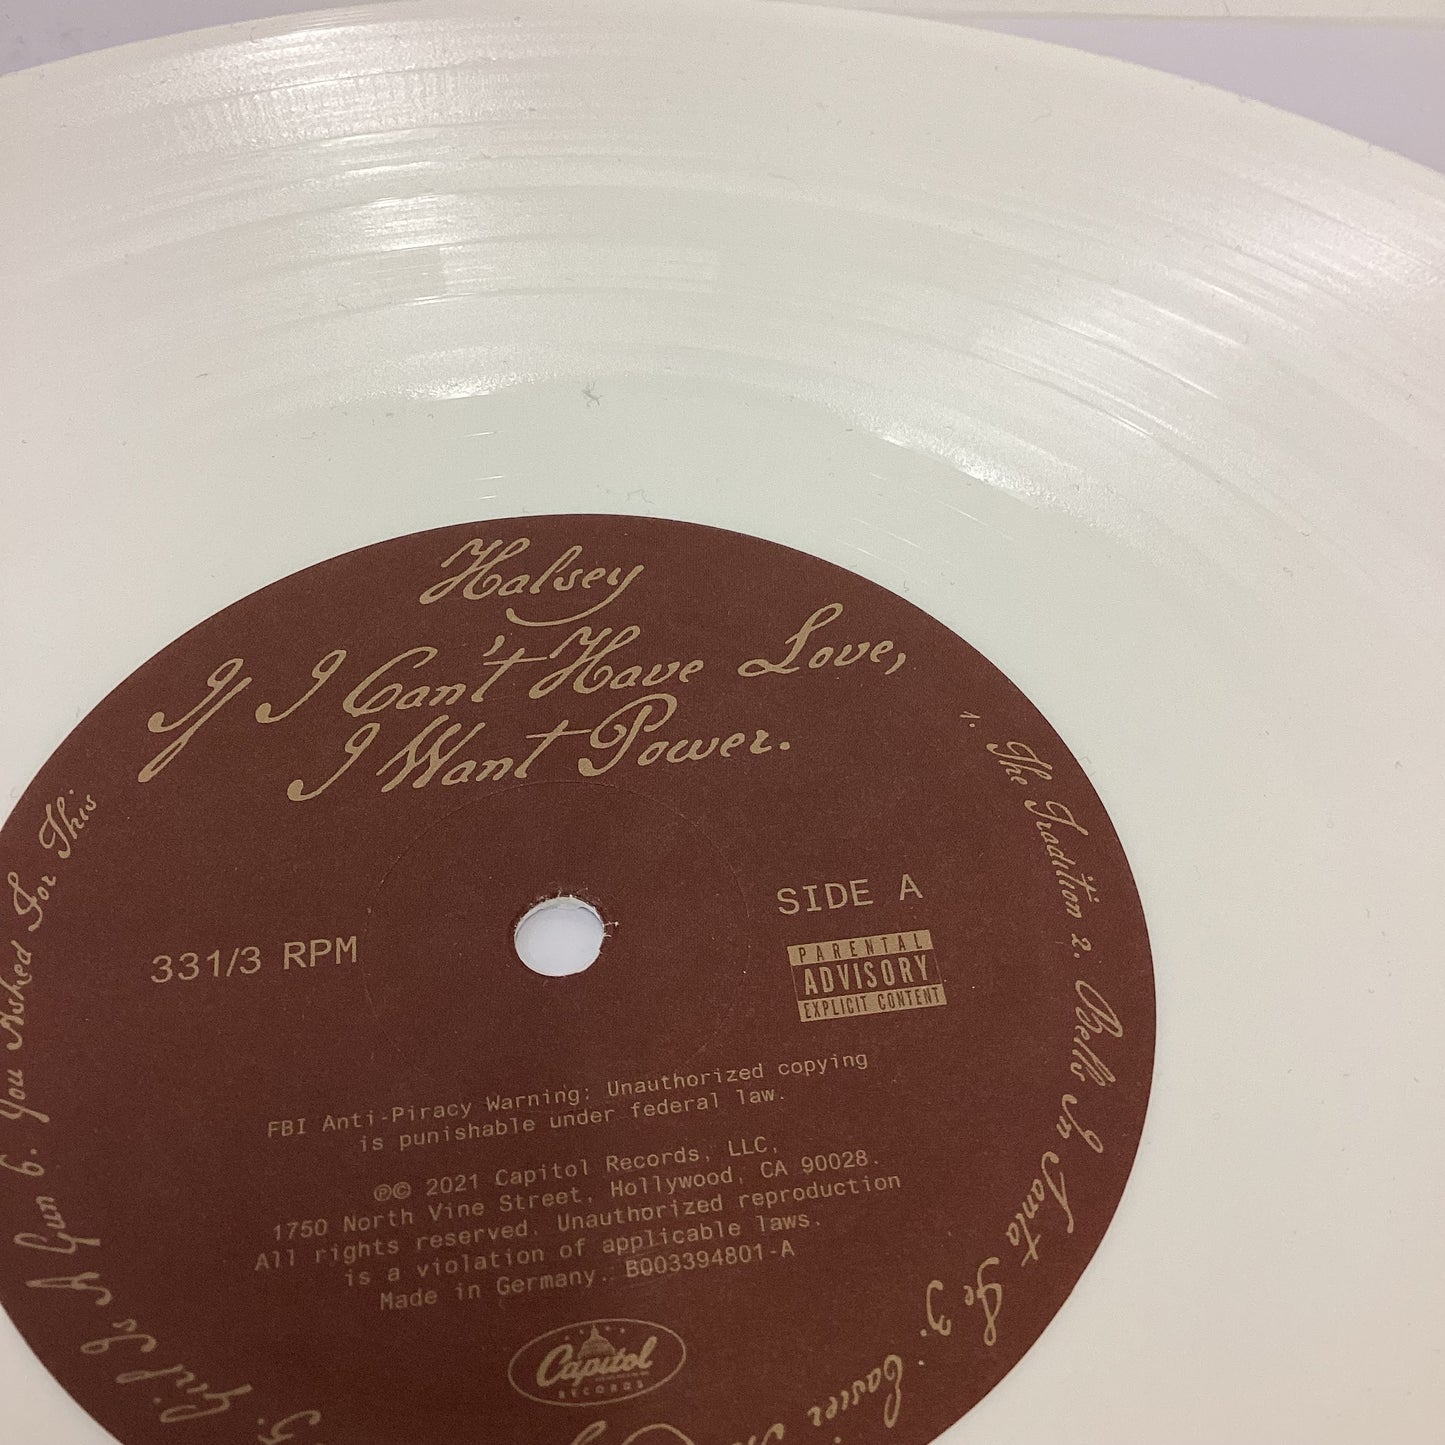 Halsey
If I Can't Have Love,
I Want Power.
1. The Tradition 2. Bells In Santa Fe 3. Easier
Girl Is A Gun 6. You Asked For This
331/3 RPM
SIDE A
PARENTAL
ADVISORY
EXPLICIT CONTENT
FBI Anti-Piracy Warning: Unauthorized copying
is punishable under federal law.
℗© 2021 Capitol Records, LLC,
1750 North Vine Street, Hollywood, CA 90028.
All rights reserved. Unauthorized reproduction
is a violation of applicable laws.
Made in Germany. B003394801-A
Capitol
RECORDS